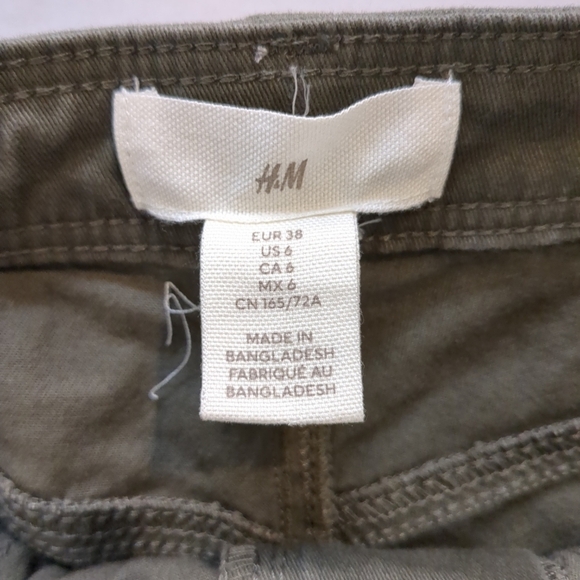 H&M
EUR 38
US 6
CA 6
MX 6
CN 165/72A
MADE IN
BANGLADESH
FABRIQUÉ AU
BANGLADESH